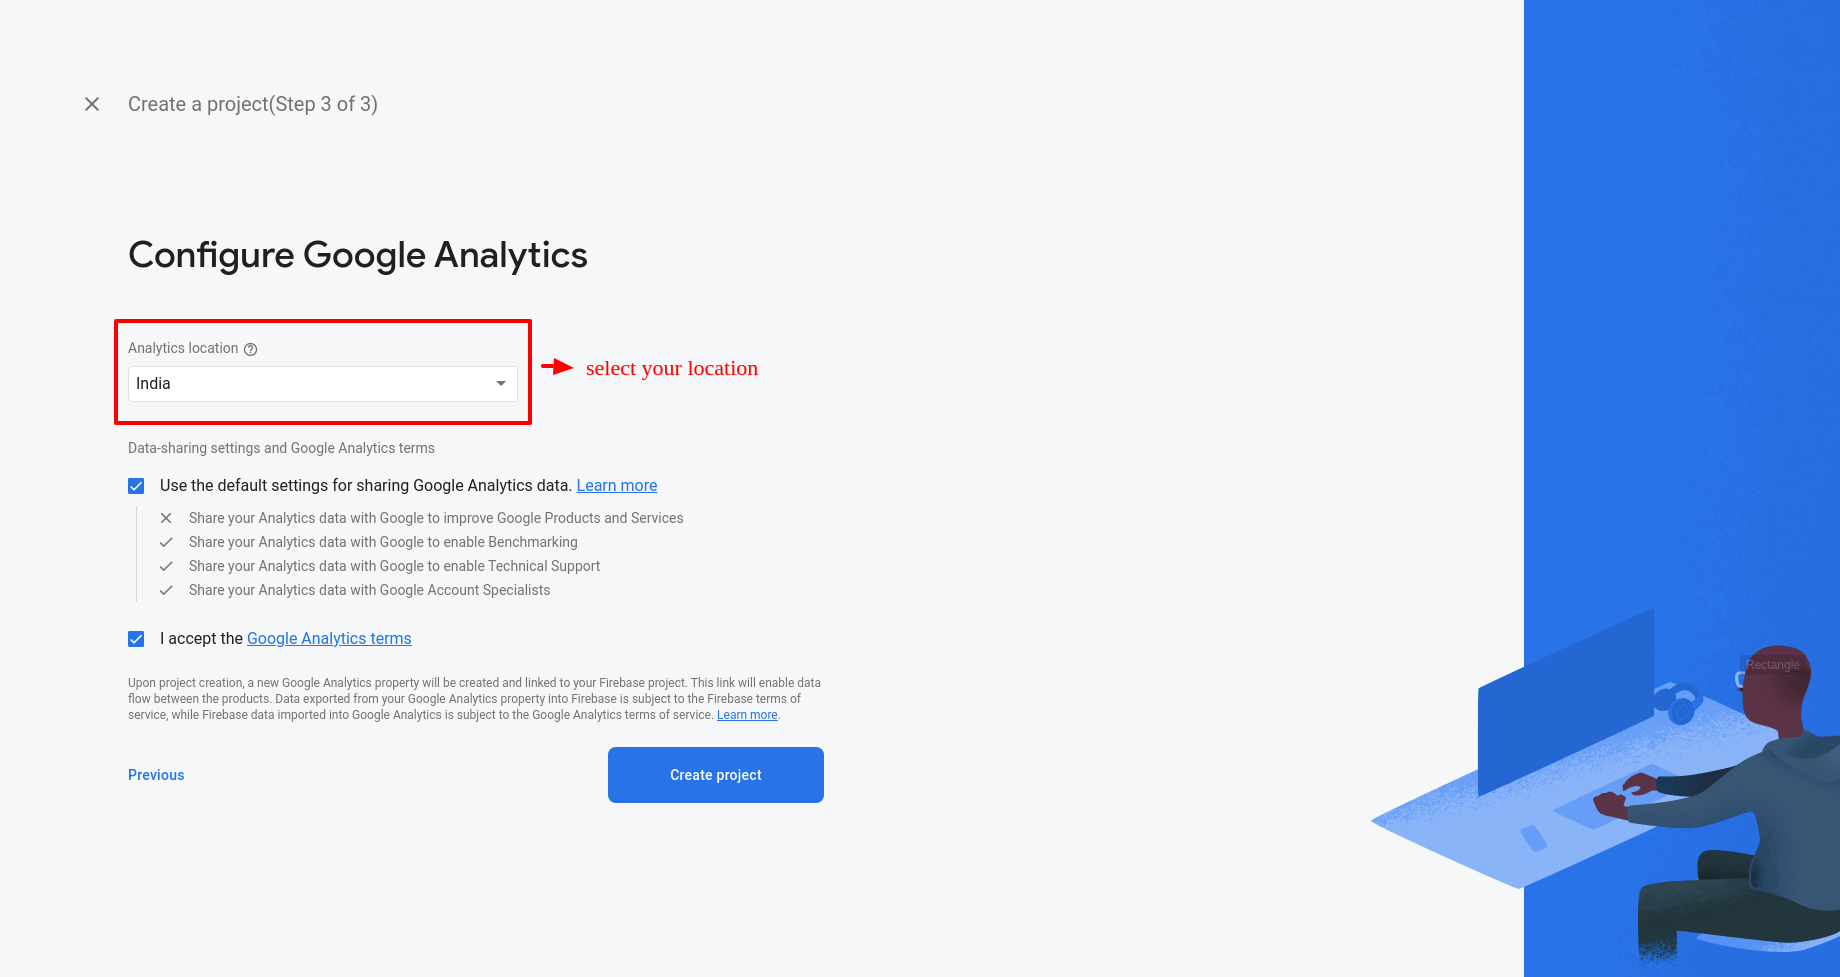 Create a project(Step 3 of 3)
Configure Google Analytics
Analytics location
India
select your location
Data-sharing settings and Google Analytics terms
Use the default settings for sharing Google Analytics data. Learn more
Share your Analytics data with Google to improve Google Products and Services
Share your Analytics data with Google to enable Benchmarking
Share your Analytics data with Google to enable Technical Support
Share your Analytics data with Google Account Specialists
I accept the Google Analytics terms
Rectangle
Upon project creation, a new Google Analytics property will be created and linked to your Firebase project. This link will enable data
flow between the products. Data exported from your Google Analytics property into Firebase is subject to the Firebase terms of
service, while Firebase data imported into Google Analytics is subject to the Google Analytics terms of service. Learn more.
Previous
Create project